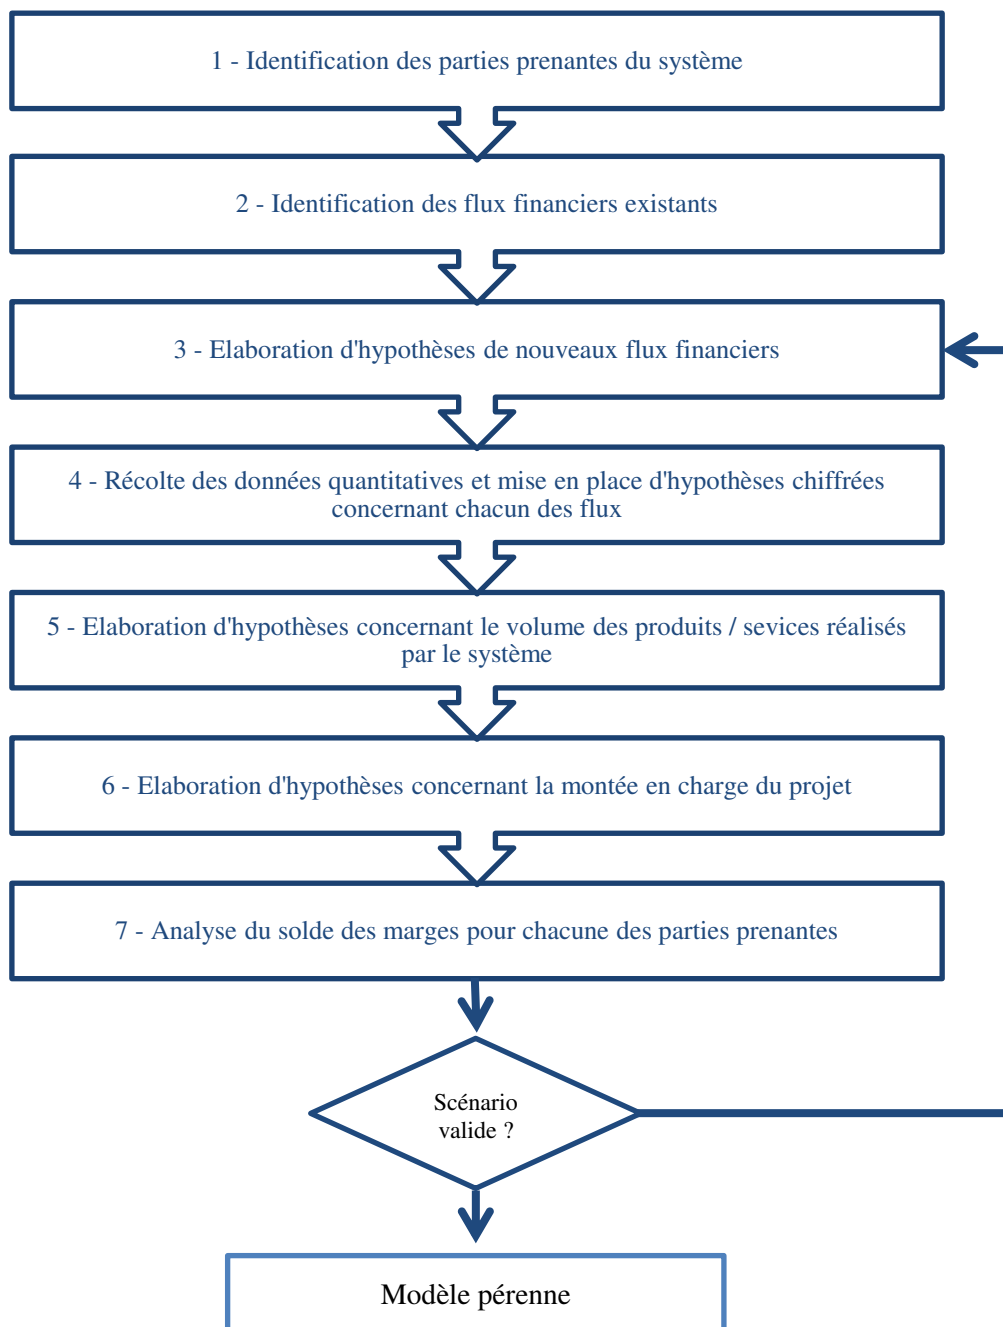 1 - Identification des parties prenantes du système
2 - Identification des flux financiers existants
3 - Elaboration d'hypothèses de nouveaux flux financiers
4 - Récolte des données quantitatives et mise en place d'hypothèses chiffrées
concernant chacun des flux
5 - Elaboration d'hypothèses concernant le volume des produits / sevices réalisés
par le système
6 - Elaboration d'hypothèses concernant la montée en charge du projet
7 - Analyse du solde des marges pour chacune des parties prenantes
Scénario
valide ?
Modèle pérenne